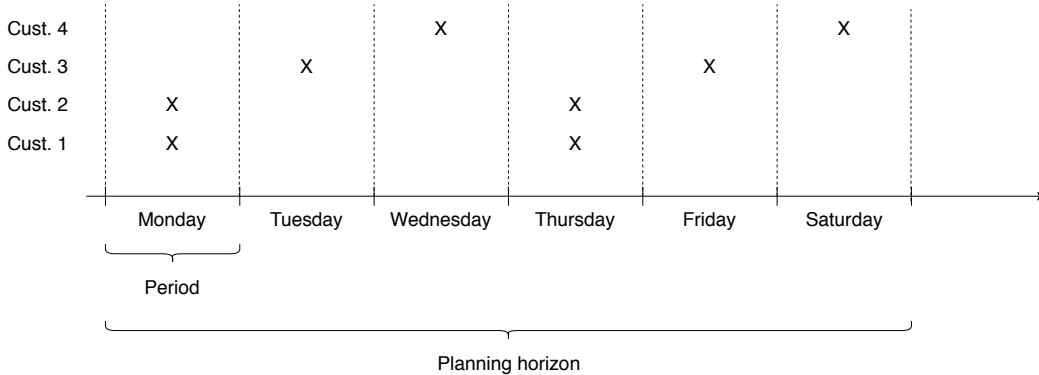 Cust. 4 X X
Cust. 3 X X
Cust. 2 X X
Cust. 1 X X
Monday Tuesday Wednesday Thursday Friday Saturday
Period
Planning horizon